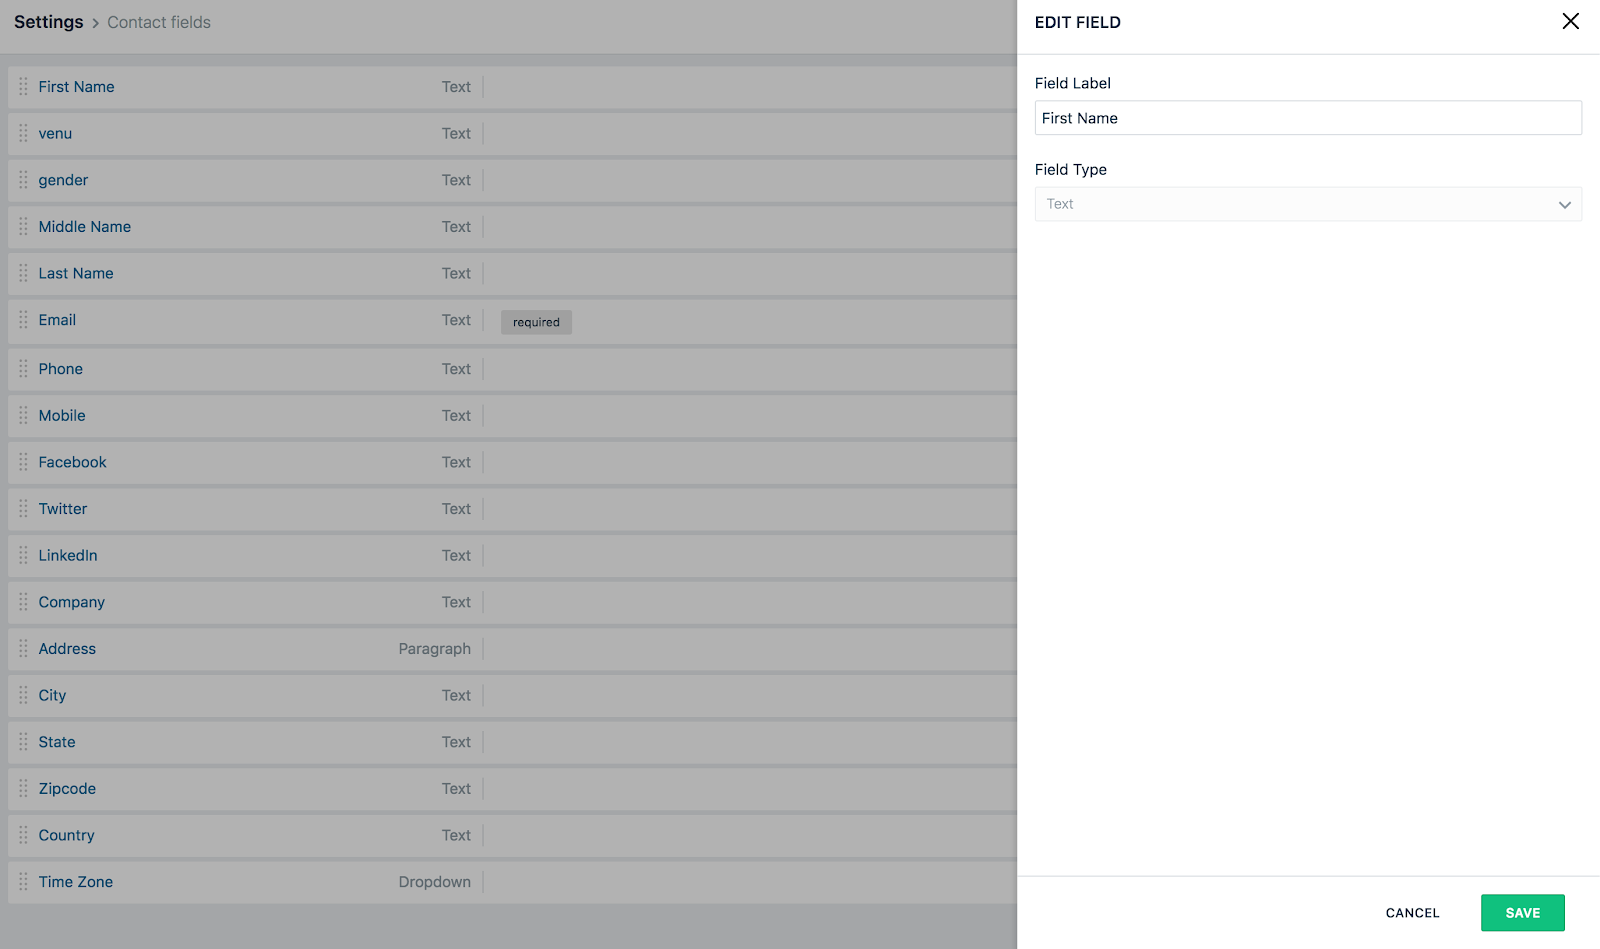 Settings > Contact fields
First Name Text
venu Text
gender Text
Middle Name Text
Last Name Text
Email Text required
Phone Text
Mobile Text
Facebook Text
Twitter Text
LinkedIn Text
Company Text
Address Paragraph
City Text
State Text
Zipcode Text
Country Text
Time Zone Dropdown
EDIT FIELD
Field Label
First Name
Field Type
Text
CANCEL SAVE